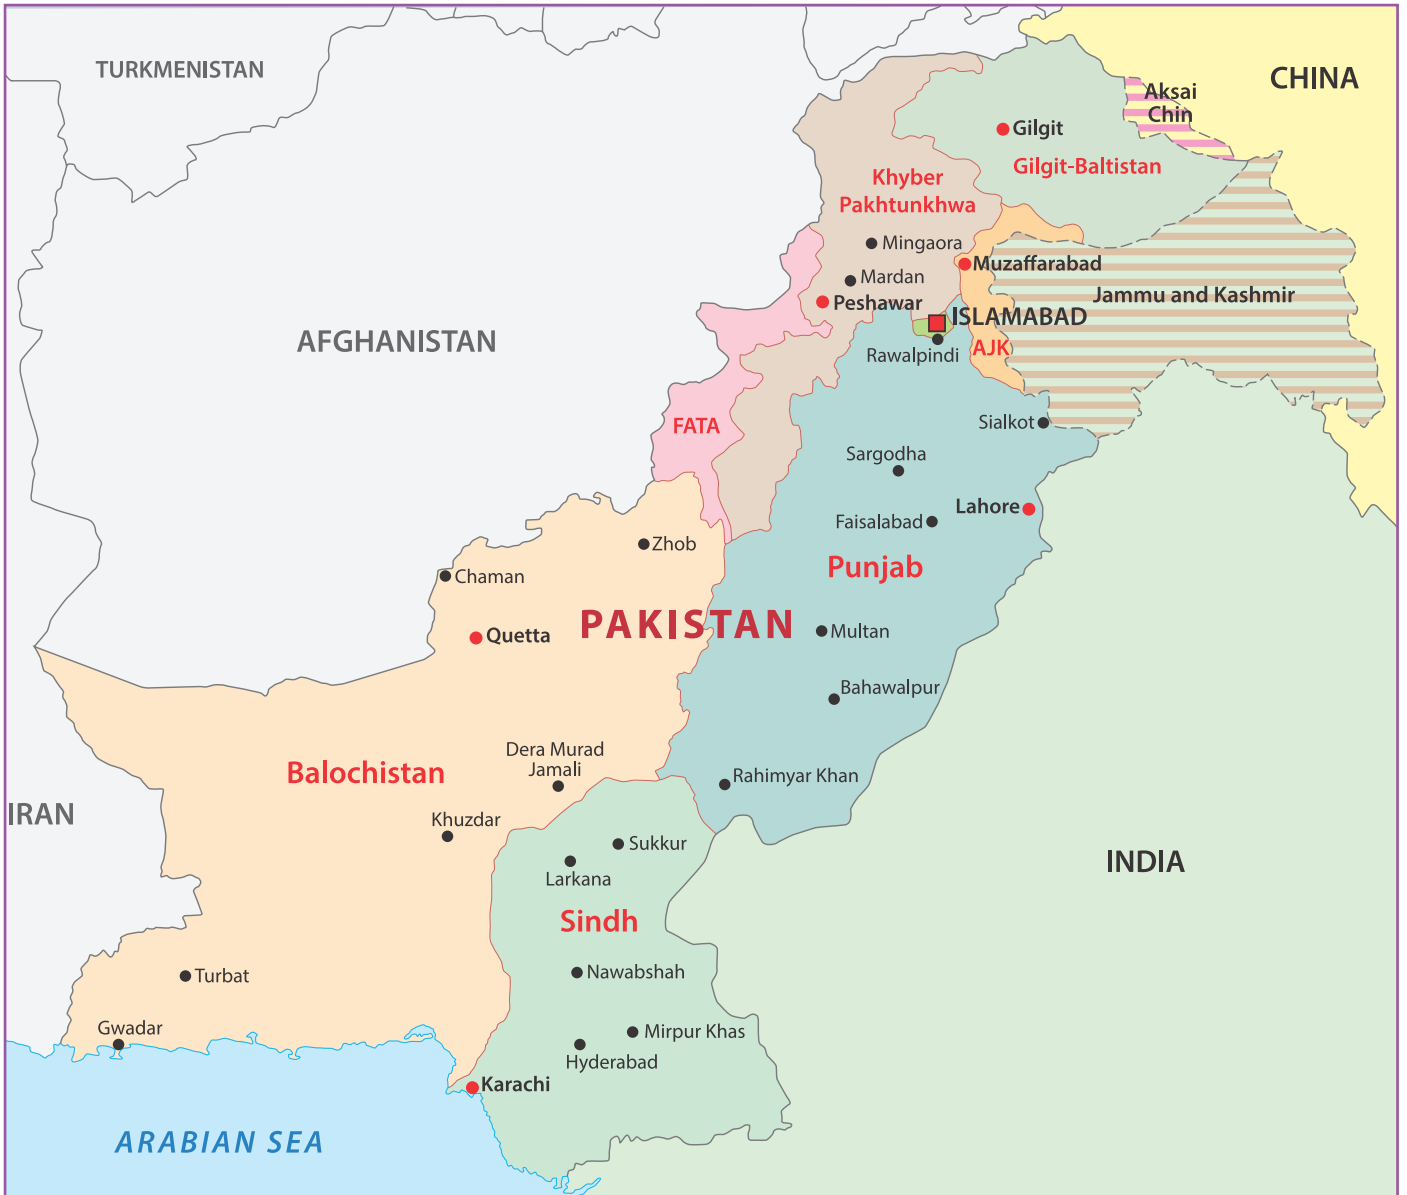 TURKMENISTAN
CHINA
Aksai
Chin
Gilgit
Gilgit-Baltistan
Khyber
Pakhtunkhwa
Mingaora
Muzaffarabad
Mardan
Jammu and Kashmir
Peshawar
ISLAMABAD
AFGHANISTAN
Rawalpindi
AJK
FATA
Sialkot
Sargodha
Lahore
Faisalabad
Zhob
Punjab
Chaman
PAKISTAN
Quetta
Multan
Bahawalpur
Dera Murad
Jamali
Balochistan
Rahimyar Khan
IRAN
Khuzdar
Sukkur
Larkana
INDIA
Sindh
Turbat
Nawabshah
Gwadar
Mirpur Khas
Hyderabad
Karachi
ARABIAN SEA